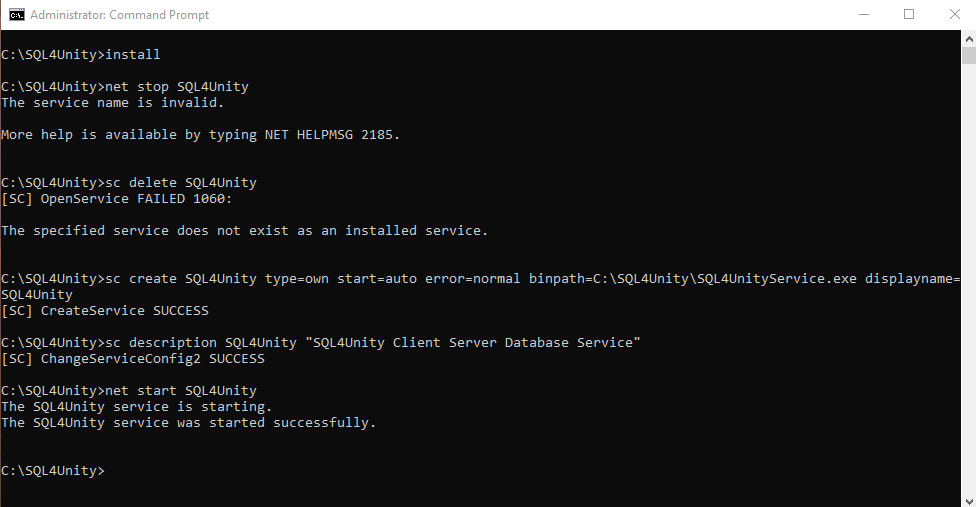 Administrator: Command Prompt
C:\SQL4Unity>install
C:\SQL4Unity>net stop SQL4Unity
The service name is invalid.
More help is available by typing NET HELPMSG 2185.
C:\SQL4Unity>sc delete SQL4Unity
[SC] OpenService FAILED 1060:
The specified service does not exist as an installed service.
C:\SQL4Unity>sc create SQL4Unity type=own start=auto error=normal binpath=C:\SQL4Unity\SQL4UnityService.exe displayname=
SQL4Unity
[SC] CreateService SUCCESS
C:\SQL4Unity>sc description SQL4Unity "SQL4Unity Client Server Database Service"
[SC] ChangeServiceConfig2 SUCCESS
C:\SQL4Unity>net start SQL4Unity
The SQL4Unity service is starting.
The SQL4Unity service was started successfully.
C:\SQL4Unity>